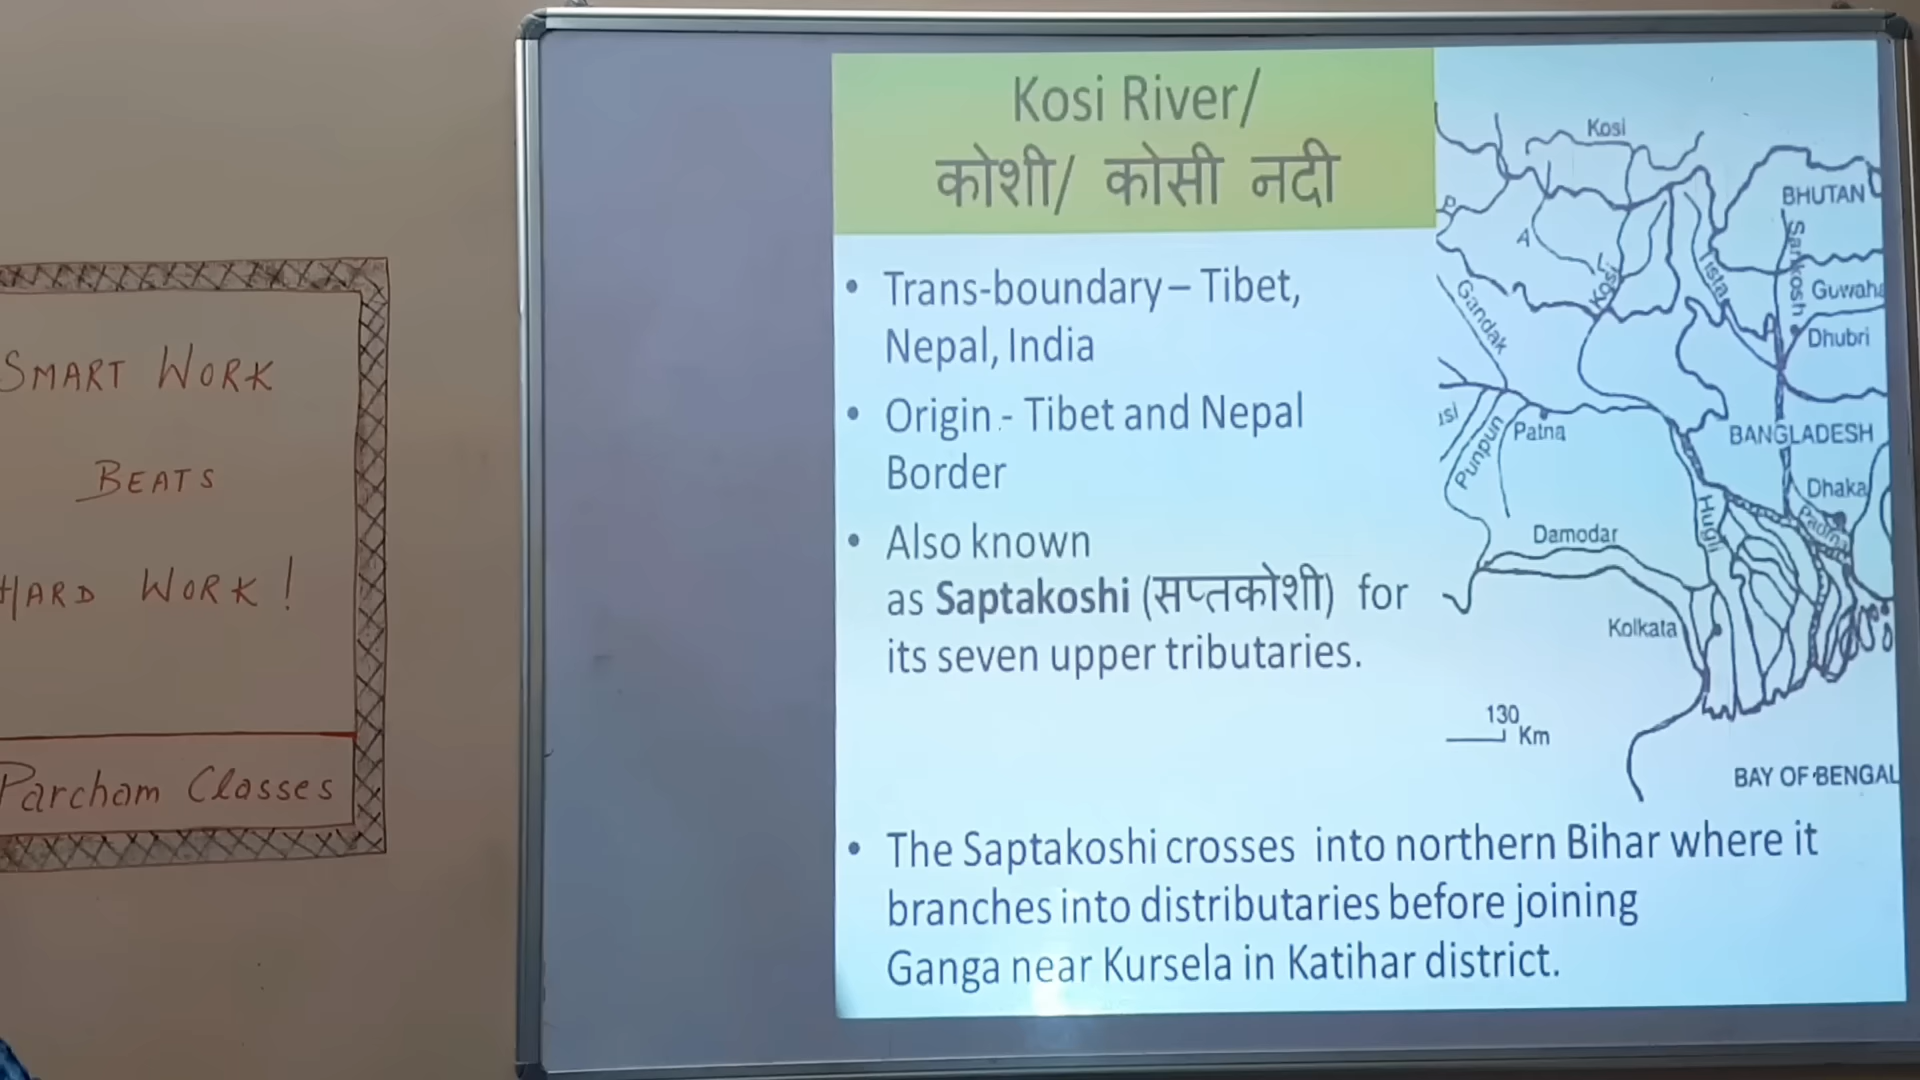 SMART WORK
BEATS
HARD WORK!
Parcham Classes
Kosi River/
कोशी/ कोसी नदी
• Trans-boundary – Tibet,
Nepal, India
• Origin - Tibet and Nepal
Border
• Also known
as Saptakoshi (सप्तकोशी) for
its seven upper tributaries.
• The Saptakoshi crosses into northern Bihar where it
branches into distributaries before joining
Ganga near Kursela in Katihar district.
Kosi
BHUTAN
P
A
L
Kosi
Tista
Sankosh
Guwaha
Gandak
Dhubri
Patna
Punpun
BANGLADESH
Dhaka
Padma
Hugli
Damodar
Kolkata
130
Km
BAY OF BENGAL